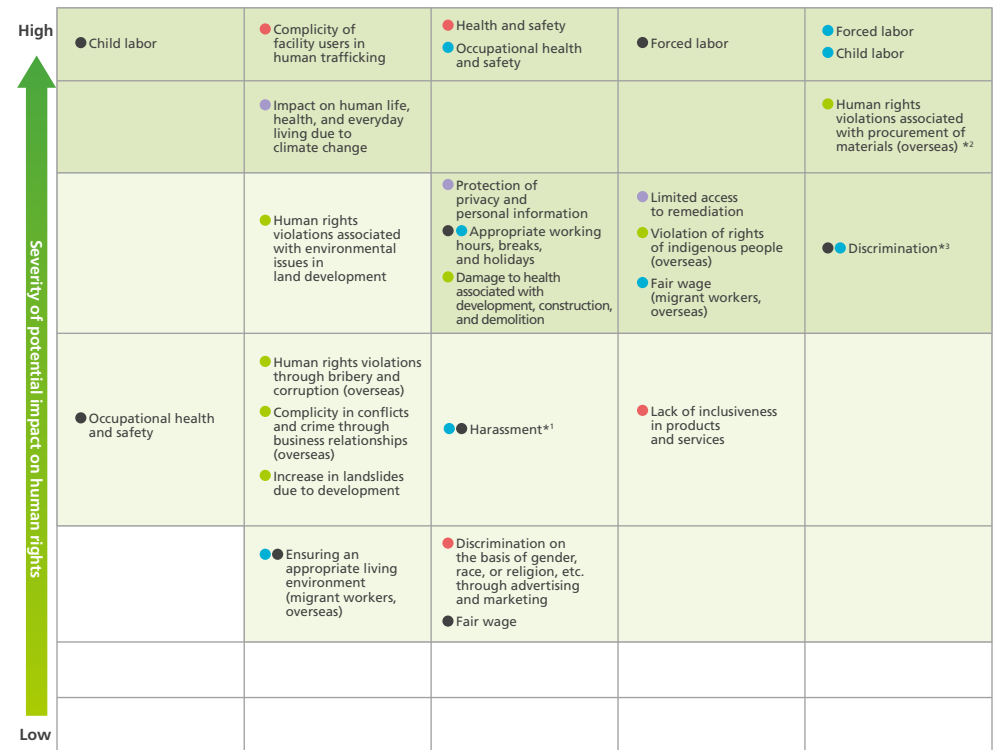 High
Child labor
Complicity of
facility users in
human trafficking
Health and safety
Occupational health
and safety
Forced labor
Forced labor
Child labor
Impact on human life,
health, and everyday
living due to
climate change
Human rights
violations associated
with procurement of
materials (overseas) *2
Human rights
violations associated
with environmental
issues in
land development
Protection of
privacy and
personal information
Appropriate working
hours, breaks,
and holidays
Damage to health
associated with
development, construction,
and demolition
Limited access
to remediation
Violation of rights
of indigenous people
(overseas)
Fair wage
(migrant workers,
overseas)
Discrimination*3
Severity of potential impact on human rights
Occupational health
and safety
Human rights violations
through bribery and
corruption (overseas)
Complicity in conflicts
and crime through
business relationships
(overseas)
Increase in landslides
due to development
Harassment*1
Lack of inclusiveness
in products
and services
Ensuring an
appropriate living
environment
(migrant workers,
overseas)
Discrimination on
the basis of gender,
race, or religion, etc.
through advertising
and marketing
Fair wage
Low